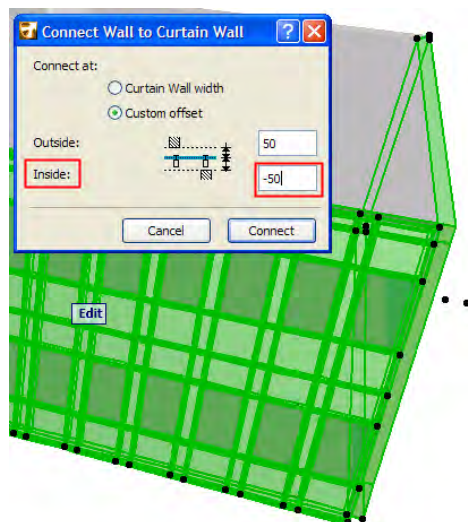 Connect Wall to Curtain Wall
Connect at:
Curtain Wall width
Custom offset
Outside:
50
Inside:
-50
Cancel
Connect
Edit